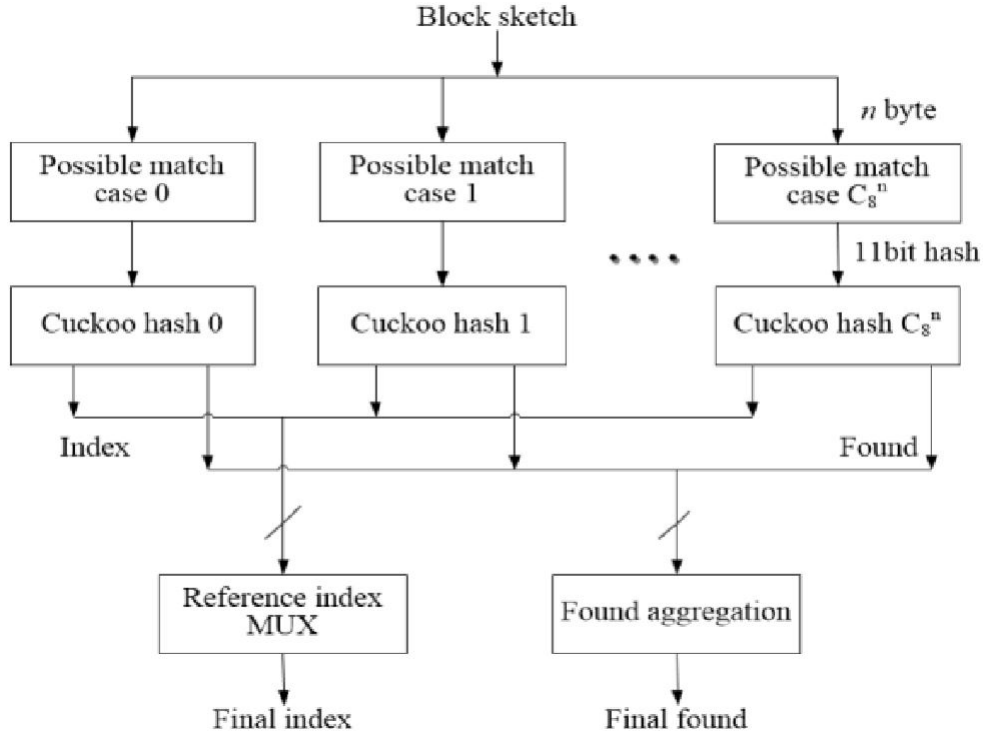 Block sketch
n byte
Possible match
case 0
Possible match
case 1
Possible match
case C₈ⁿ
11bit hash
Cuckoo hash 0
Cuckoo hash 1
Cuckoo hash C₈ⁿ
Index
Found
Reference index
MUX
Found aggregation
Final index
Final found